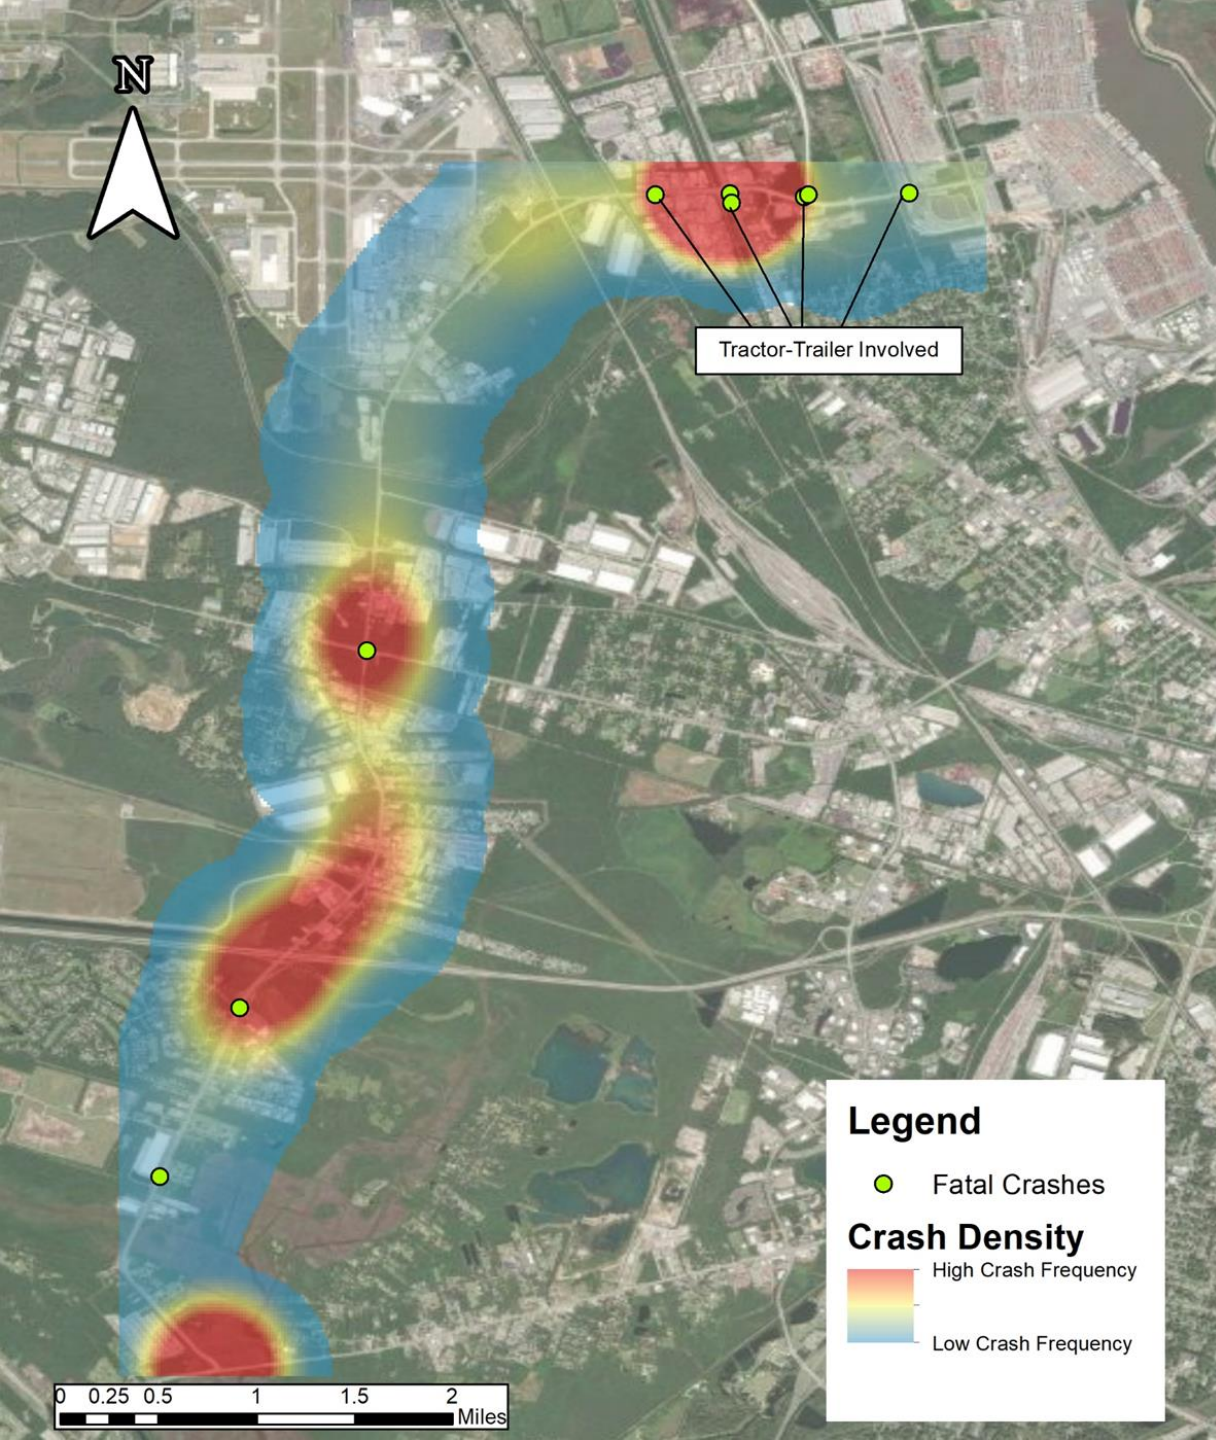 N
Tractor-Trailer Involved
Legend
Fatal Crashes
Crash Density
High Crash Frequency
Low Crash Frequency
0 0.25 0.5 1 1.5 2
Miles